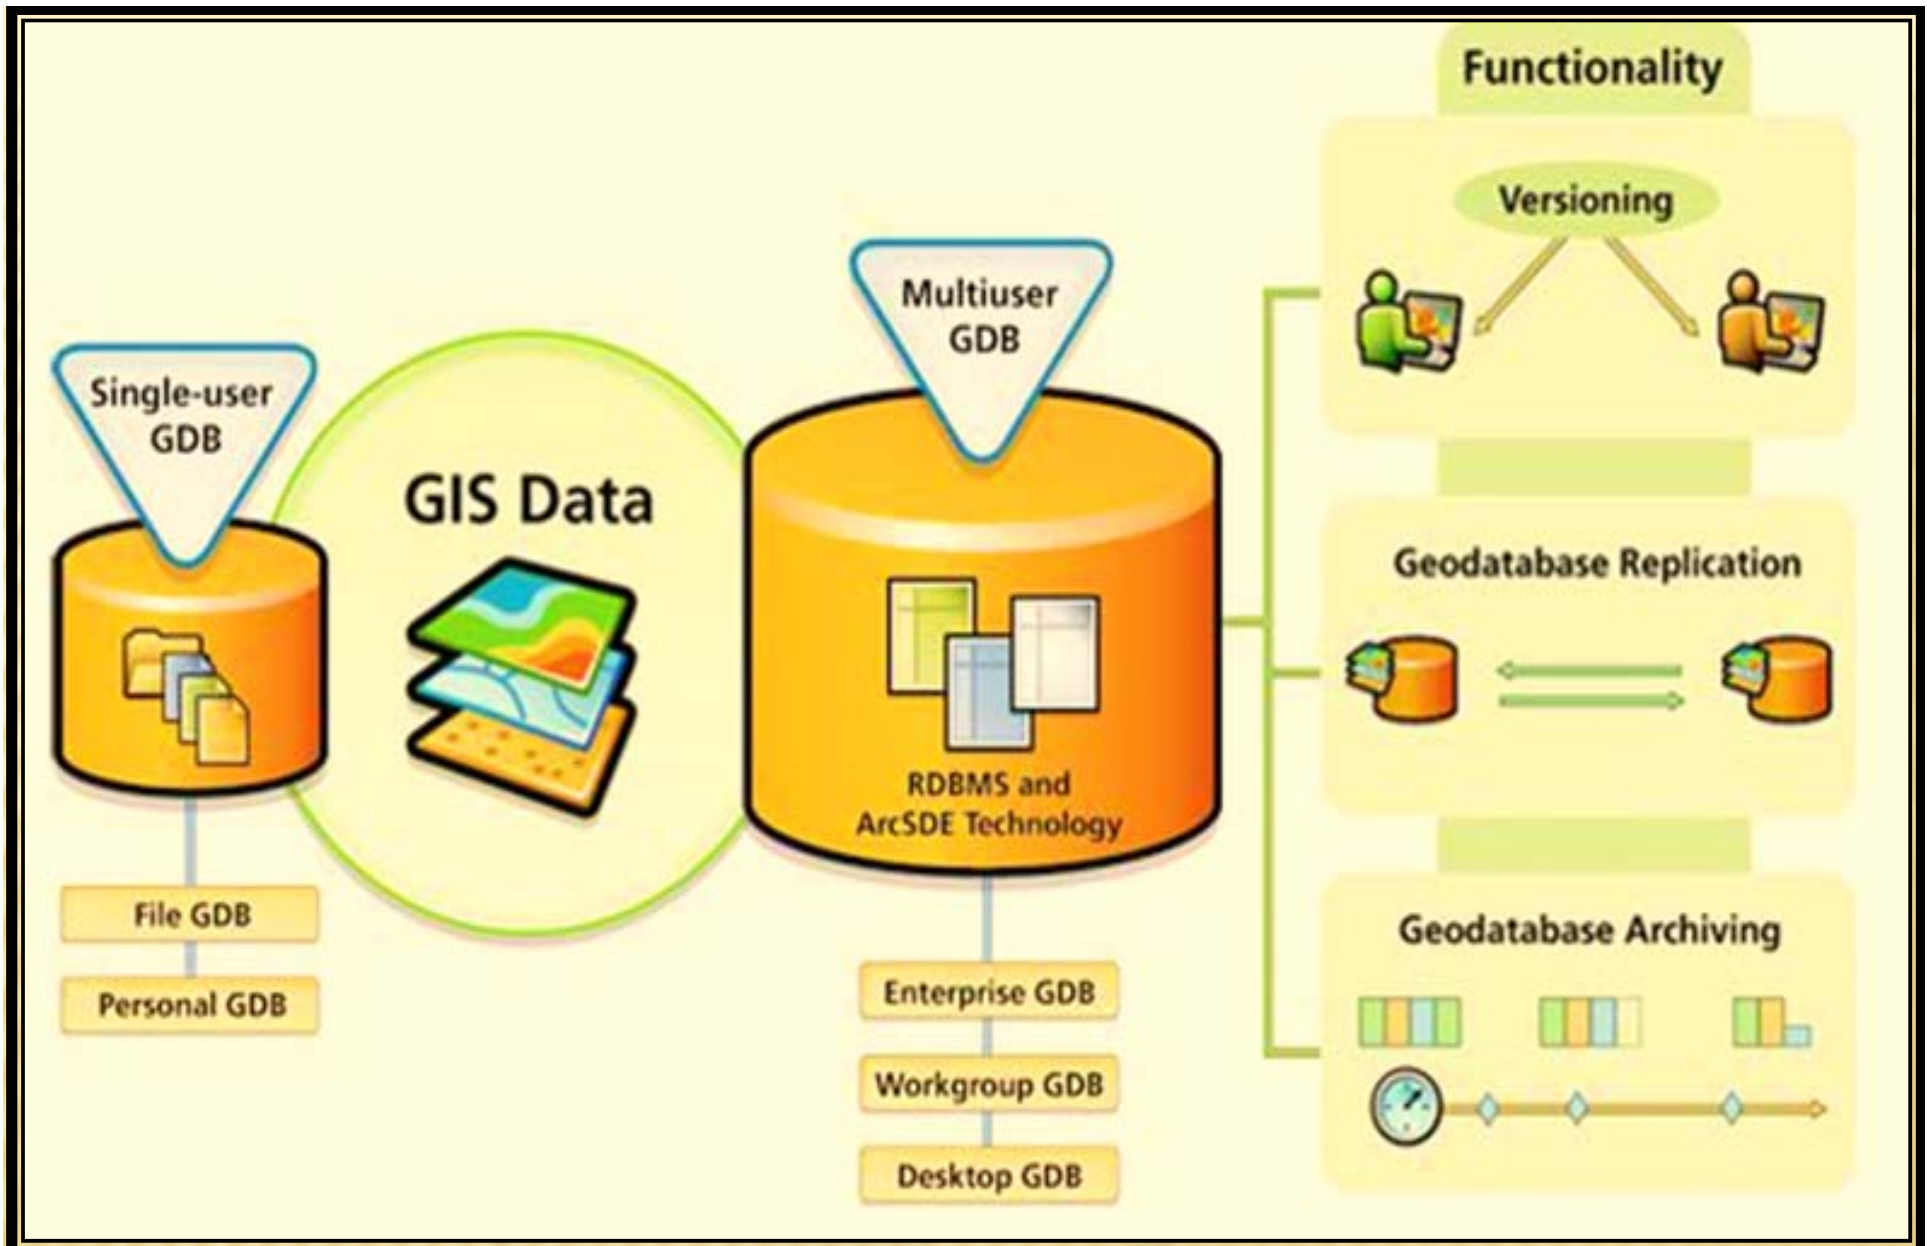 Functionality
Versioning
Multiuser
GDB
Single-user
GDB
GIS Data
Geodatabase Replication
RDBMS and
ArcSDE Technology
File GDB
Personal GDB
Enterprise GDB
Workgroup GDB
Desktop GDB
Geodatabase Archiving